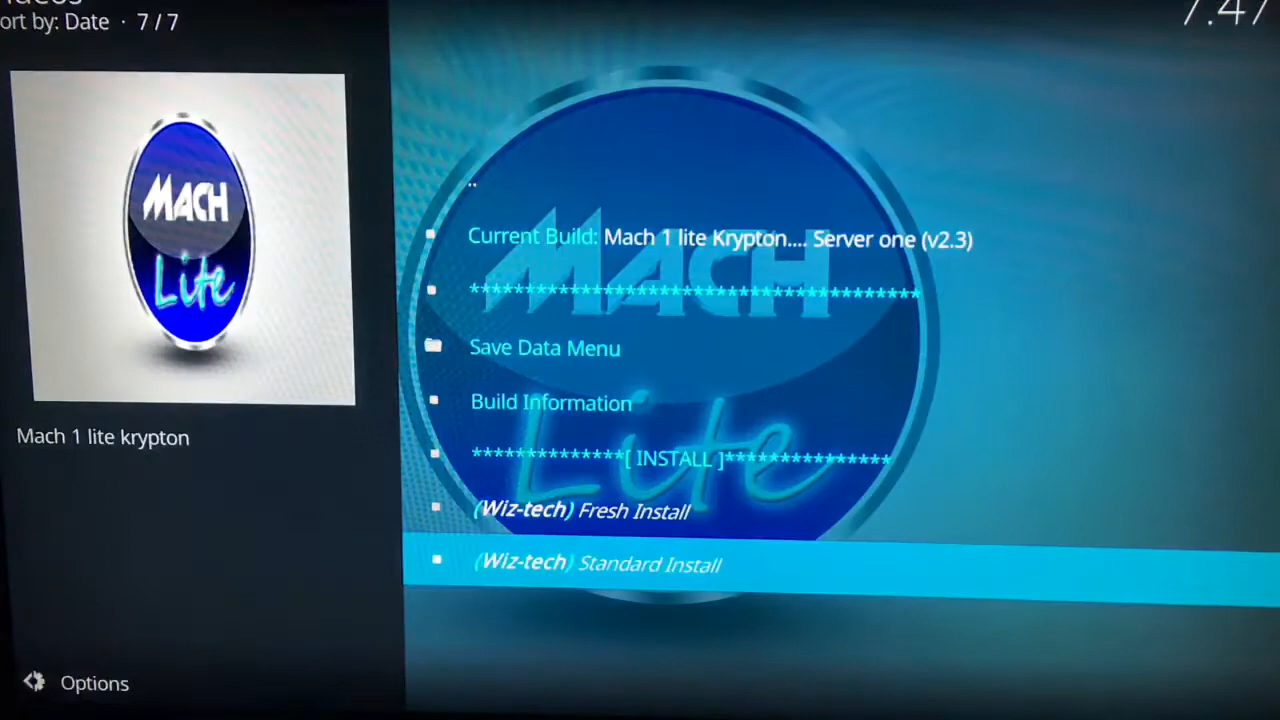 ort by: Date · 7 / 7
7:47
MACH
Lite
Mach 1 lite krypton
Options
..
Current Build: Mach 1 lite Krypton.... Server one (v2.3)
****************************************
Save Data Menu
Build Information
**************[ INSTALL ]***************
(Wiz-tech) Fresh Install
(Wiz-tech) Standard Install
MACH
Lite